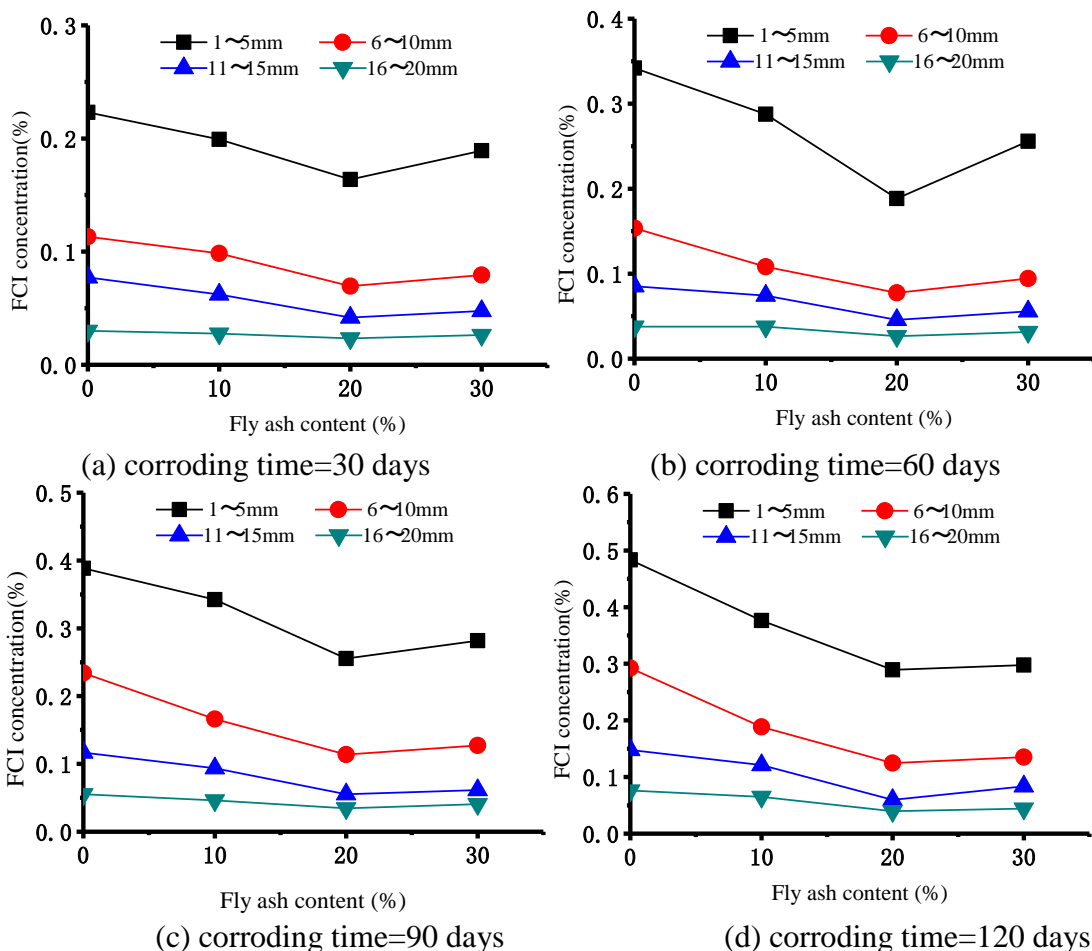 0.3
0.2
0.1
0.0
FCI concentration(%)
1～5mm 6～10mm
11～15mm 16～20mm
0 10 20 30
Fly ash content (%)
(a) corroding time=30 days
0.4
0.3
0.2
0.1
0.0
FCI concentration(%)
1～5mm 6～10mm
11～15mm 16～20mm
0 10 20 30
Fly ash content (%)
(b) corroding time=60 days
0.5
0.4
0.3
0.2
0.1
0.0
FCI concentration(%)
1～5mm 6～10mm
11～15mm 16～20mm
0 10 20 30
Fly ash content (%)
(c) corroding time=90 days
0.6
0.5
0.4
0.3
0.2
0.1
0.0
FCI concentration(%)
1～5mm 6～10mm
11～15mm 16～20mm
0 10 20 30
Fly ash content (%)
(d) corroding time=120 days